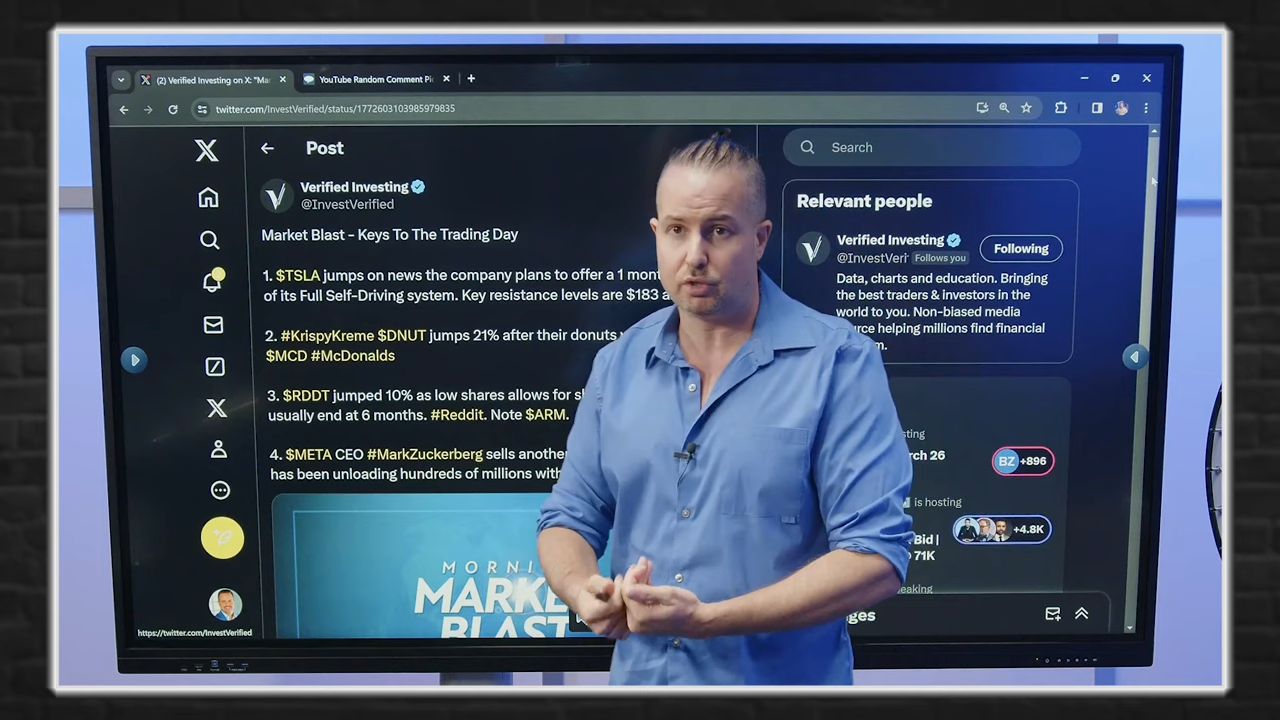 (2) Verified Investing on X: "Ma
YouTube Random Comment Pi
twitter.com/InvestVerified/status/1772603103985979835
Post
Search
Verified Investing
@InvestVerified
Market Blast - Keys To The Trading Day
1. $TSLA jumps on news the company plans to offer a 1 mont
of its Full Self-Driving system. Key resistance levels are $183 a
2. #KrispyKreme $DNUT jumps 21% after their donuts
$MCD #McDonalds
3. $RDDT jumped 10% as low shares allows for s
usually end at 6 months. #Reddit. Note $ARM.
4. $META CEO #MarkZuckerberg sells anothe
has been unloading hundreds of millions with
MORNI
MARKE
BLAST
Relevant people
Verified Investing
@InvestVeri Follows you
Following
Data, charts and education. Bringing
the best traders & investors in the
world to you. Non-biased media
urce helping millions find financial
m.
sting
rch 26
BZ +896
is hosting
Bid |
71K
+4.8K
eaking
ges
https://twitter.com/InvestVerified